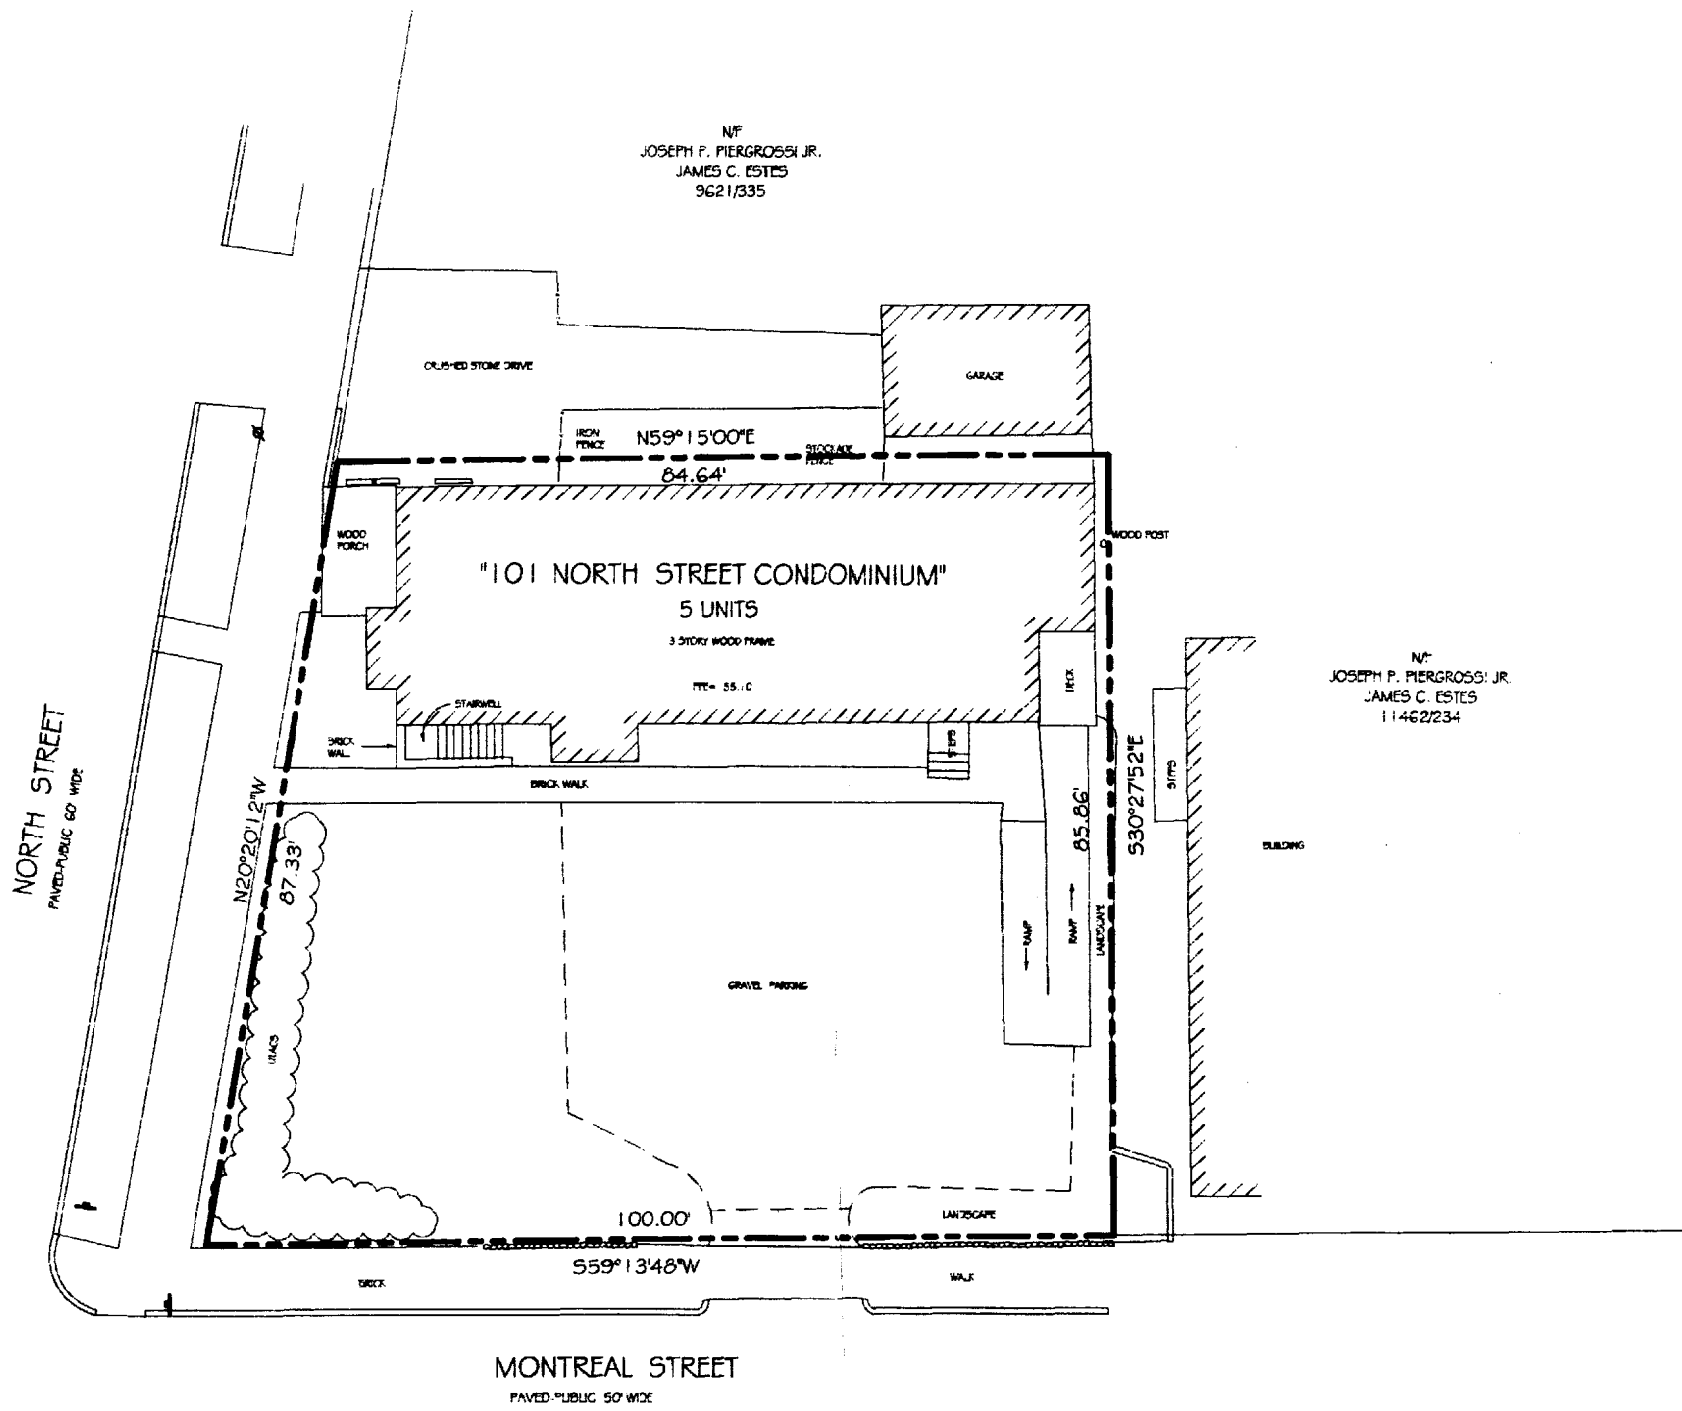 N/F
JOSEPH P. PIERGROSSI JR.
JAMES C. ESTES
9621/335
CRUSHED STONE DRIVE
GARAGE
IRON
FENCE
N59°15'00"E
STOCKADE
FENCE
84.64'
WOOD
PORCH
WOOD POST
"101 NORTH STREET CONDOMINIUM"
5 UNITS
3 STORY WOOD FRAME
DECK
STAIRWELL
BRICK
WALL
STEPS
BRICK WALK
N/F
JOSEPH P. PIERGROSSI JR.
JAMES C. ESTES
11462/234
S30°27'52"E
85.86'
STEPS
BUILDING
NORTH STREET
PAVED-PUBLIC 60' WIDE
N20°20'12"W
87.33'
RAMP
RAMP
LANDSCAPE
GRAVEL PARKING
LILACS
100.00'
LANDSCAPE
S59°13'48"W
BRICK
WALK
MONTREAL STREET
PAVED-PUBLIC 50' WIDE